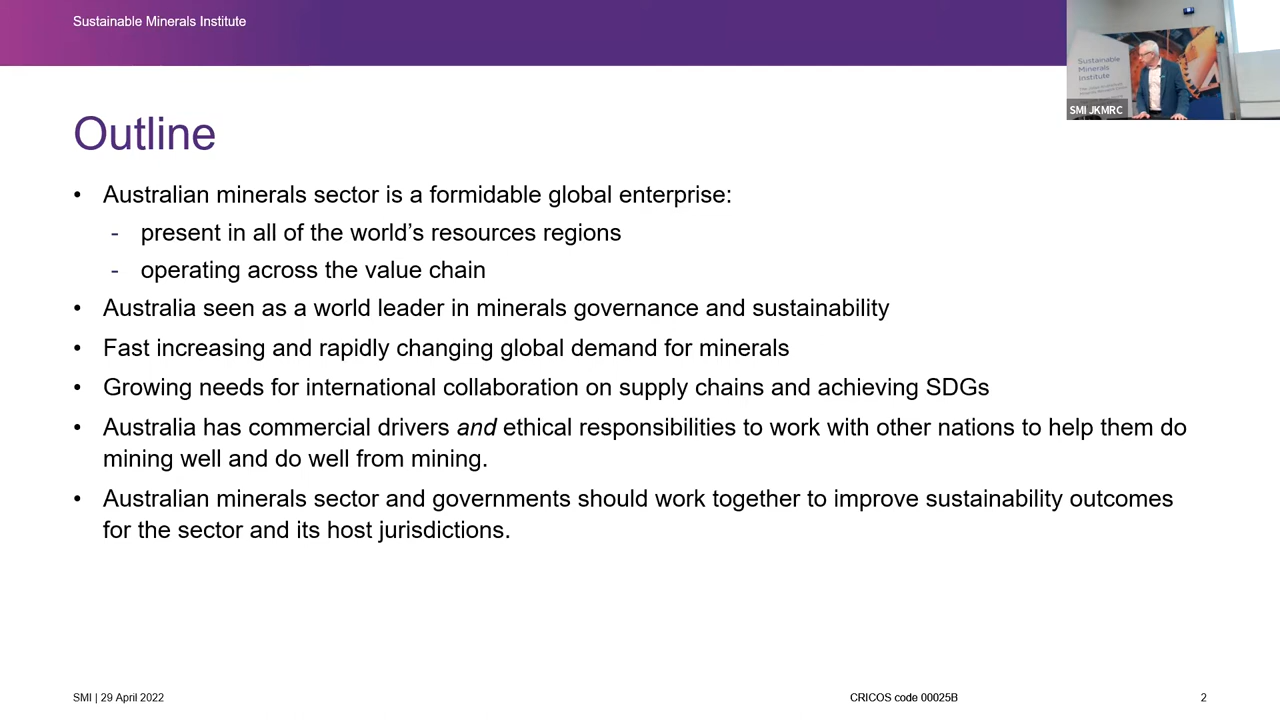 Sustainable Minerals Institute
Sustainable
Minerals
Institute
SMI JKMRC
Outline
• Australian minerals sector is a formidable global enterprise:
- present in all of the world's resources regions
- operating across the value chain
• Australia seen as a world leader in minerals governance and sustainability
• Fast increasing and rapidly changing global demand for minerals
• Growing needs for international collaboration on supply chains and achieving SDGs
• Australia has commercial drivers and ethical responsibilities to work with other nations to help them do
mining well and do well from mining.
• Australian minerals sector and governments should work together to improve sustainability outcomes
for the sector and its host jurisdictions.
SMI | 29 April 2022
CRICOS code 00025B
2